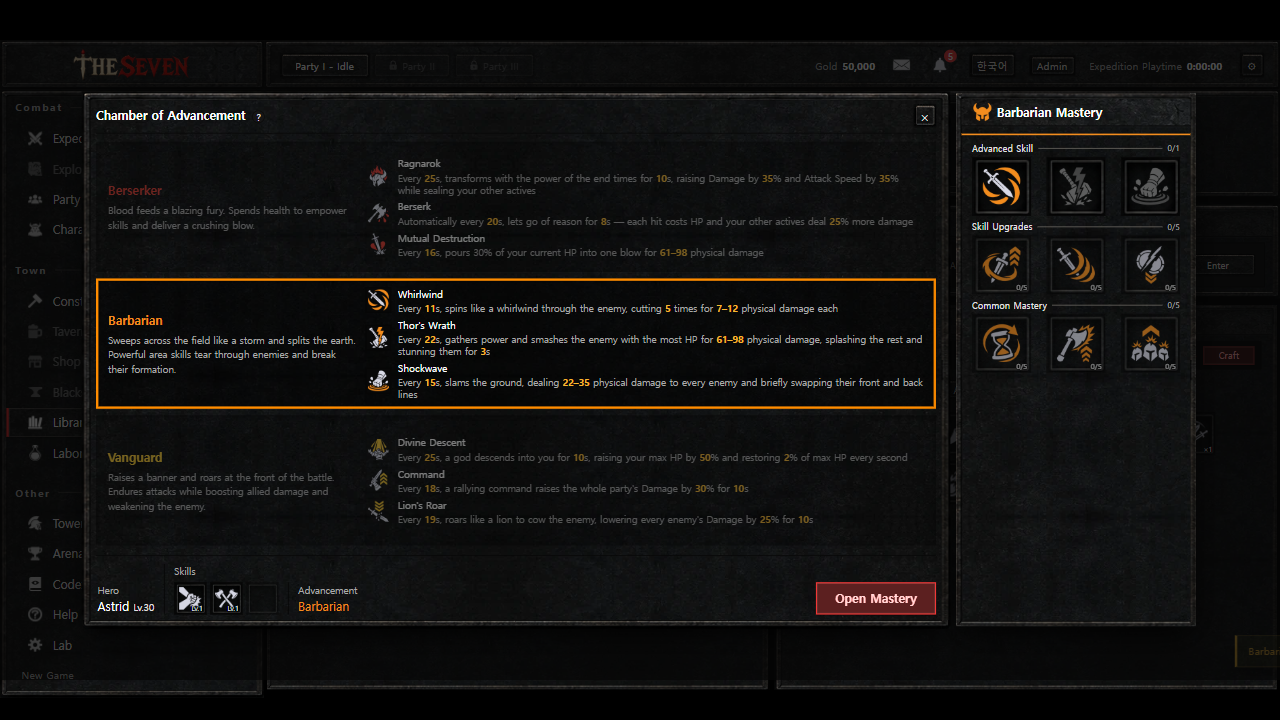 THE SEVEN
Party I - Idle
Party II
Party III
Gold 50,000
5
한국어
Admin
Expedition Playtime 0:00:00
Combat
Party
Town
Other
Arena
Code
Help
Lab
New Game
Chamber of Advancement ?
Berserker
Blood feeds a blazing fury. Spends health to empower
skills and deliver a crushing blow.
Ragnarok
Every 25s, transforms with the power of the end times for 10s, raising Damage by 35% and Attack Speed by 35%
while sealing your other actives
Berserk
Automatically every 20s, lets go of reason for 8s — each hit costs HP and your other actives deal 25% more damage
Mutual Destruction
Every 16s, pours 30% of your current HP into one blow for 61–98 physical damage
Barbarian
Sweeps across the field like a storm and splits the earth.
Powerful area skills tear through enemies and break
their formation.
Whirlwind
Every 11s, spins like a whirlwind through the enemy, cutting 5 times for 7–12 physical damage each
Thor's Wrath
Every 22s, gathers power and smashes the enemy with the most HP for 61–98 physical damage, splashing the rest and
stunning them for 3s
Shockwave
Every 15s, slams the ground, dealing 22–35 physical damage to every enemy and briefly swapping their front and back
lines
Vanguard
Raises a banner and roars at the front of the battle.
Endures attacks while boosting allied damage and
weakening the enemy.
Divine Descent
Every 25s, a god descends into you for 10s, raising your max HP by 50% and restoring 2% of max HP every second
Command
Every 18s, a rallying command raises the whole party's Damage by 30% for 10s
Lion's Roar
Every 19s, roars like a lion to cow the enemy, lowering every enemy's Damage by 25% for 10s
Hero
Astrid Lv.30
Skills
Lv.1
Lv.1
Advancement
Barbarian
Open Mastery
Barbarian Mastery
Advanced Skill 0/1
Skill Upgrades 0/5
0/5
0/5
0/5
Common Mastery 0/5
0/5
0/5
0/5
Enter
Craft
x1